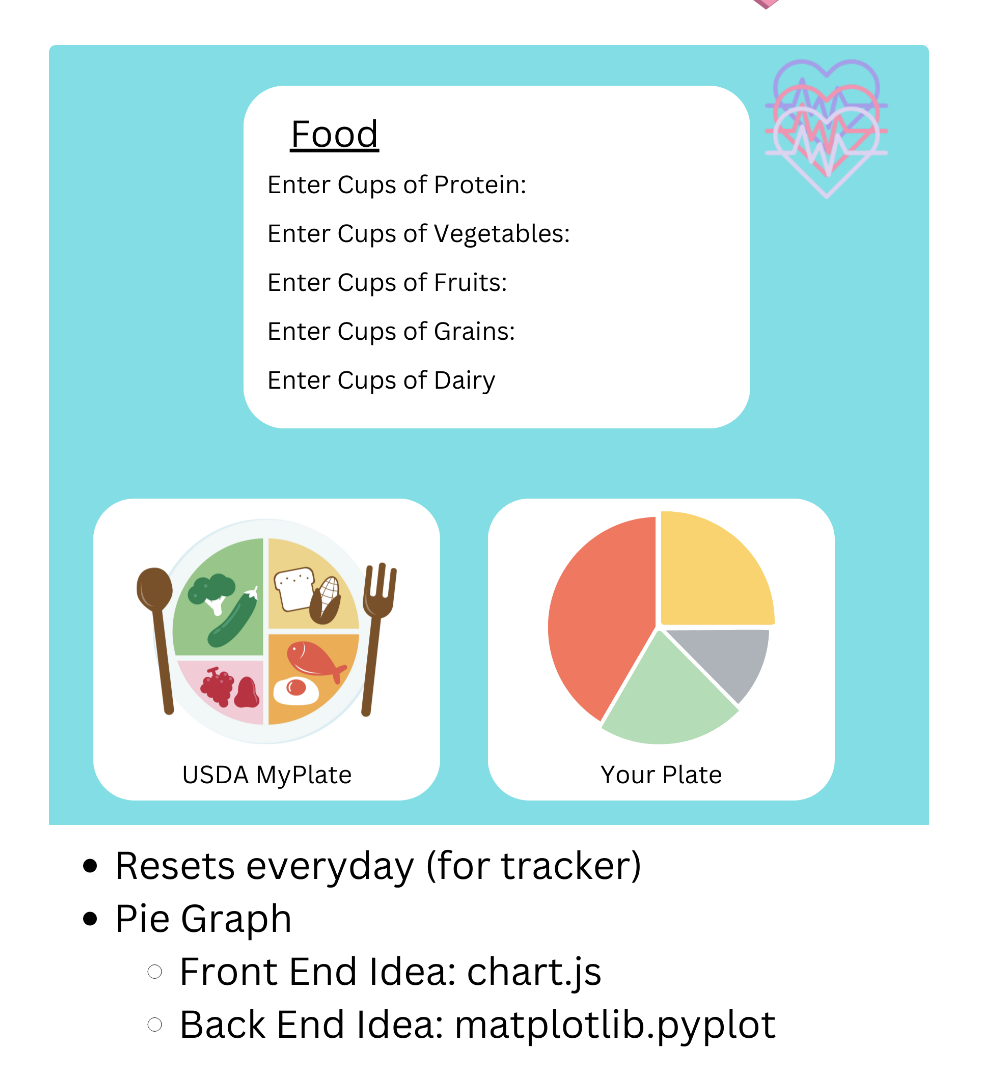 Food
Enter Cups of Protein:
Enter Cups of Vegetables:
Enter Cups of Fruits:
Enter Cups of Grains:
Enter Cups of Dairy
USDA MyPlate
Your Plate
Resets everyday (for tracker)
Pie Graph
Front End Idea: chart.js
Back End Idea: matplotlib.pyplot